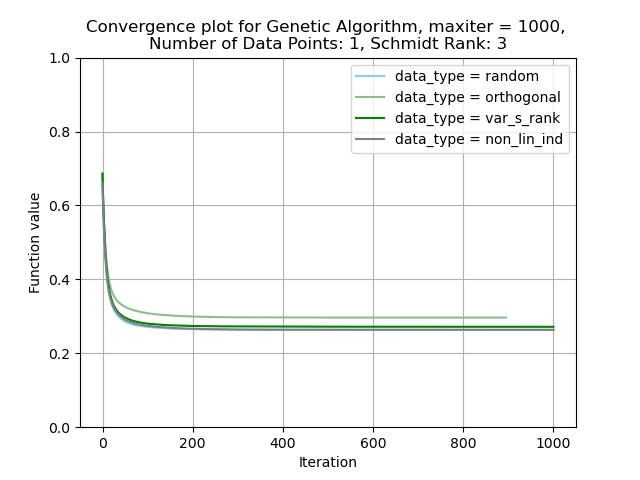 Convergence plot for Genetic Algorithm, maxiter = 1000,
Number of Data Points: 1, Schmidt Rank: 3
1.0
0.8
0.6
0.4
0.2
0.0
Function value
data_type = random
data_type = orthogonal
data_type = var_s_rank
data_type = non_lin_ind
0 200 400 600 800 1000
Iteration